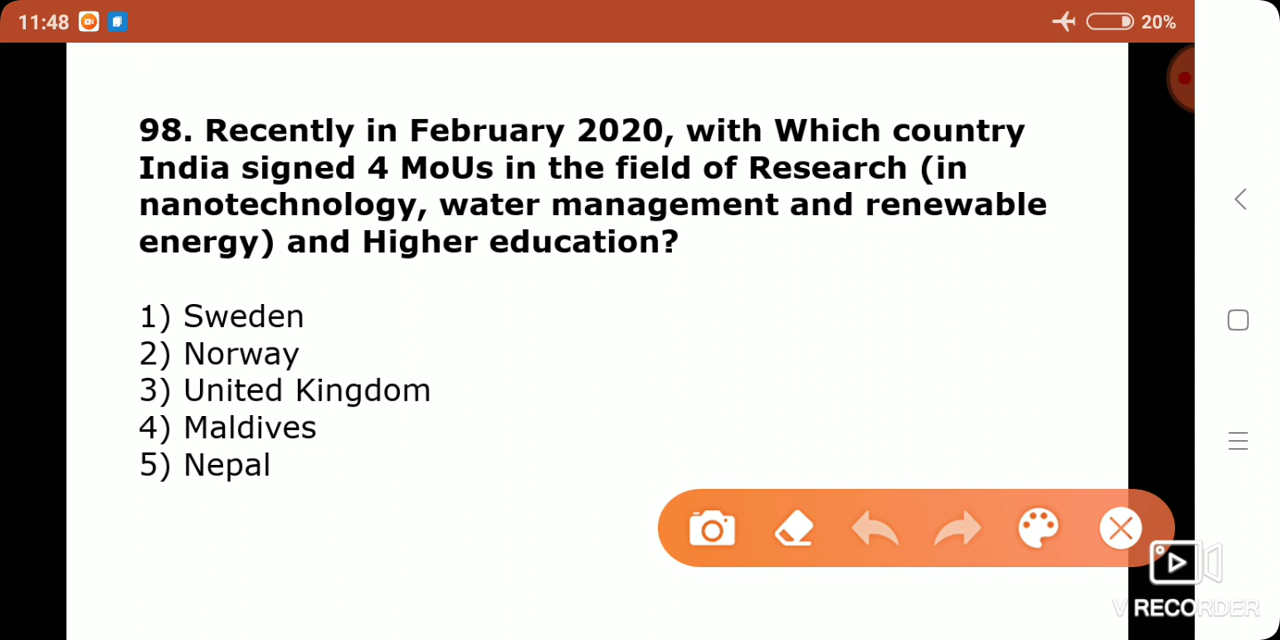 11:48
20%
98. Recently in February 2020, with Which country
India signed 4 MoUs in the field of Research (in
nanotechnology, water management and renewable
energy) and Higher education?
1) Sweden
2) Norway
3) United Kingdom
4) Maldives
5) Nepal
V RECORDER